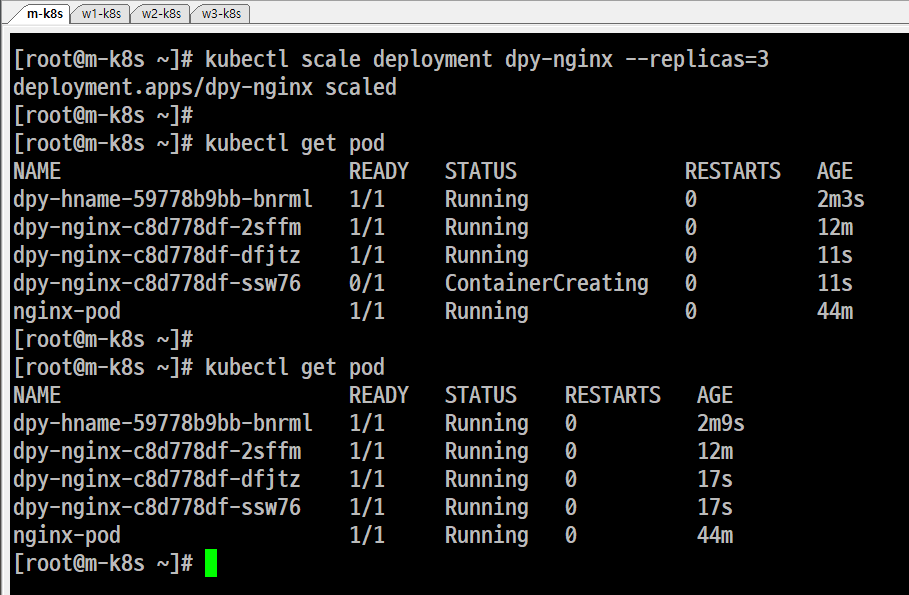 m-k8s w1-k8s w2-k8s w3-k8s
[root@m-k8s ~]# kubectl scale deployment dpy-nginx --replicas=3
deployment.apps/dpy-nginx scaled
[root@m-k8s ~]#
[root@m-k8s ~]# kubectl get pod
NAME READY STATUS RESTARTS AGE
dpy-hname-59778b9bb-bnrml 1/1 Running 0 2m3s
dpy-nginx-c8d778df-2sffm 1/1 Running 0 12m
dpy-nginx-c8d778df-dfjtz 1/1 Running 0 11s
dpy-nginx-c8d778df-ssw76 0/1 ContainerCreating 0 11s
nginx-pod 1/1 Running 0 44m
[root@m-k8s ~]#
[root@m-k8s ~]# kubectl get pod
NAME READY STATUS RESTARTS AGE
dpy-hname-59778b9bb-bnrml 1/1 Running 0 2m9s
dpy-nginx-c8d778df-2sffm 1/1 Running 0 12m
dpy-nginx-c8d778df-dfjtz 1/1 Running 0 17s
dpy-nginx-c8d778df-ssw76 1/1 Running 0 17s
nginx-pod 1/1 Running 0 44m
[root@m-k8s ~]#